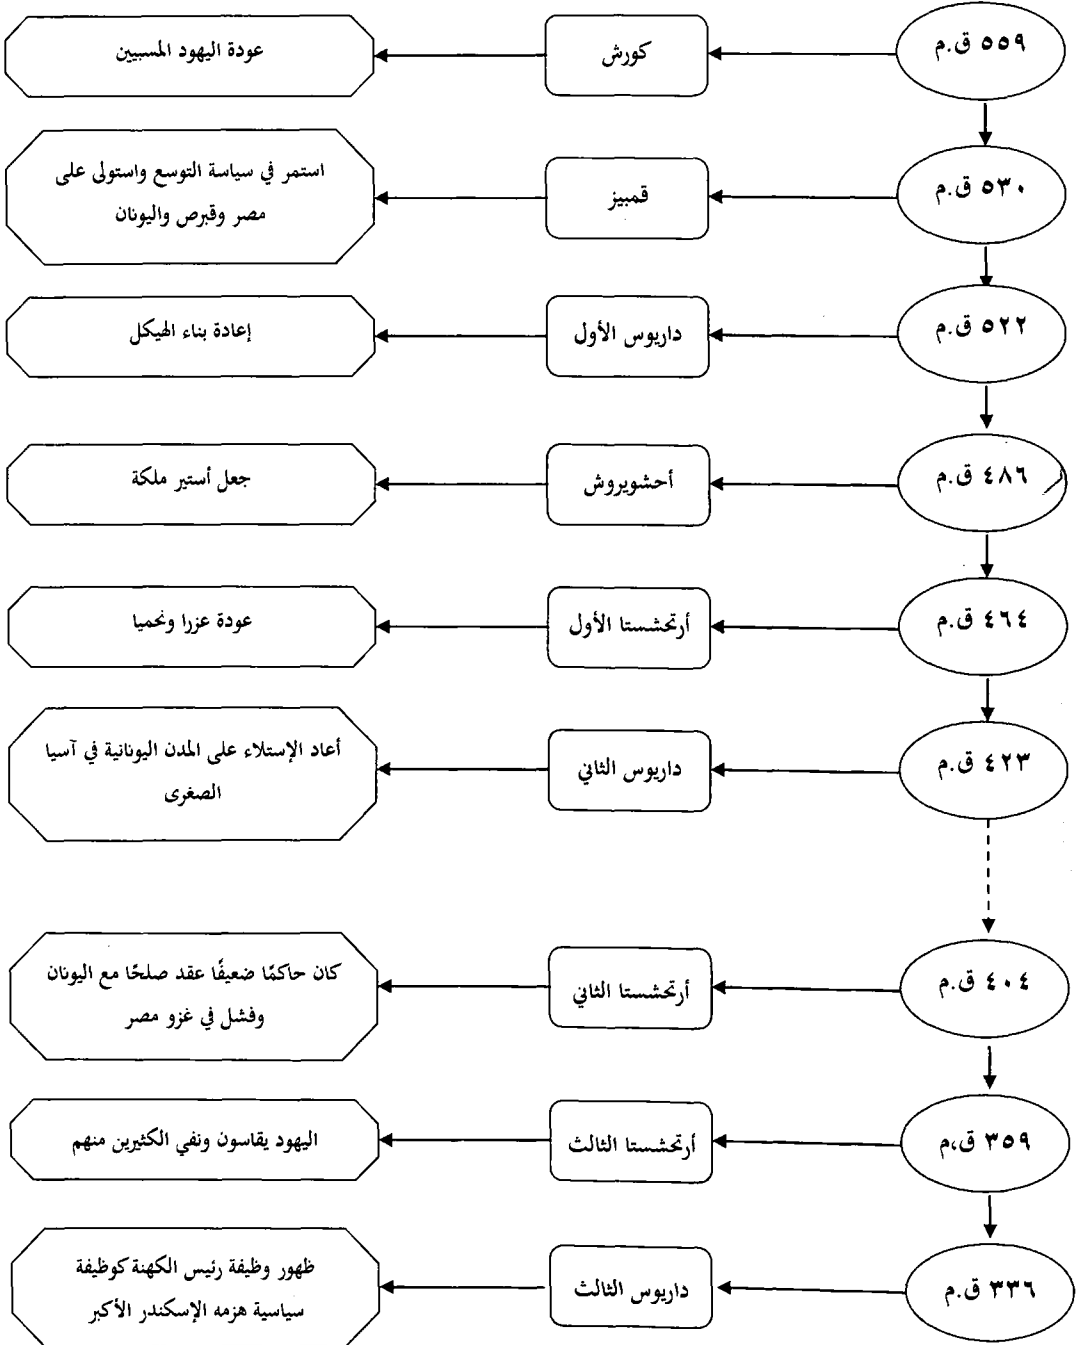 ٥٥٩ ق.م
كورش
عودة اليهود المسبيين
٥٣٠ ق.م
قمبيز
استمر في سياسة التوسع واستولى على
مصر وقبرص واليونان
٥٢٢ ق.م
داريوس الأول
إعادة بناء الهيكل
٤٨٦ ق.م
أحشويروش
جعل أستير ملكة
٤٦٤ ق.م
أرتحشستا الأول
عودة عزرا ونحميا
٤٢٣ ق.م
داريوس الثاني
أعاد الإستلاء على المدن اليونانية في آسيا
الصغرى
٤٠٤ ق.م
أرتحشستا الثاني
كان حاكمًا ضعيفًا عقد صلحًا مع اليونان
وفشل في غزو مصر
٣٥٩ ق،م
أرتحشستا الثالث
اليهود يقاسون ونفي الكثيرين منهم
٣٣٦ ق.م
داريوس الثالث
ظهور وظيفة رئيس الكهنة كوظيفة
سياسية هزمه الإسكندر الأكبر